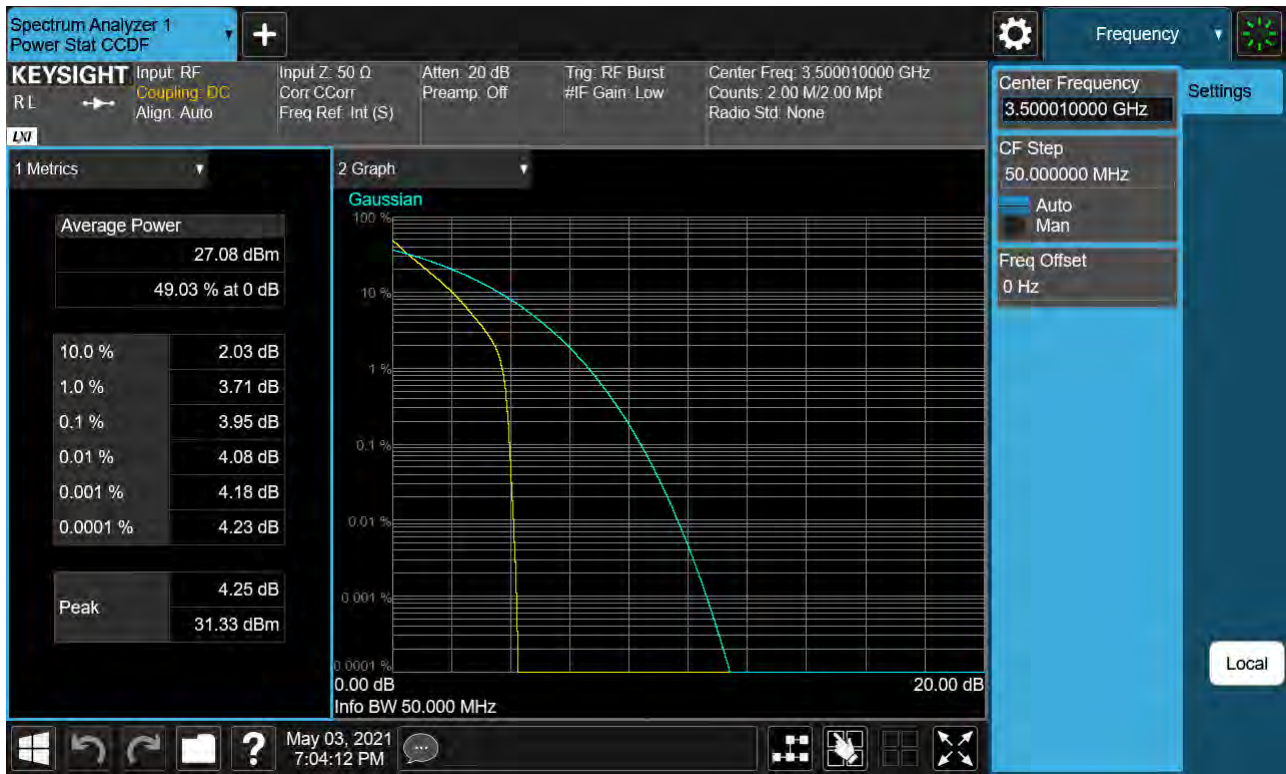 Spectrum Analyzer 1
Power Stat CCDF
Frequency
KEYSIGHT
RL
LXI
Input: RF
Coupling: DC
Align: Auto
Input Z: 50 Ω
Corr CCorr
Freq Ref: Int (S)
Atten: 20 dB
Preamp: Off
Trig: RF Burst
#IF Gain: Low
Center Freq: 3.500010000 GHz
Counts: 2.00 M/2.00 Mpt
Radio Std: None
Center Frequency
3.500010000 GHz
Settings
CF Step
50.000000 MHz
Auto
Man
Freq Offset
0 Hz
Local
1 Metrics
Average Power
27.08 dBm
49.03 % at 0 dB
10.0 % 2.03 dB
1.0 % 3.71 dB
0.1 % 3.95 dB
0.01 % 4.08 dB
0.001 % 4.18 dB
0.0001 % 4.23 dB
Peak
4.25 dB
31.33 dBm
2 Graph
Gaussian
100 %
10 %
1 %
0.1 %
0.01 %
0.001 %
0.0001 %
0.00 dB 20.00 dB
Info BW 50.000 MHz
?
May 03, 2021
7:04:12 PM